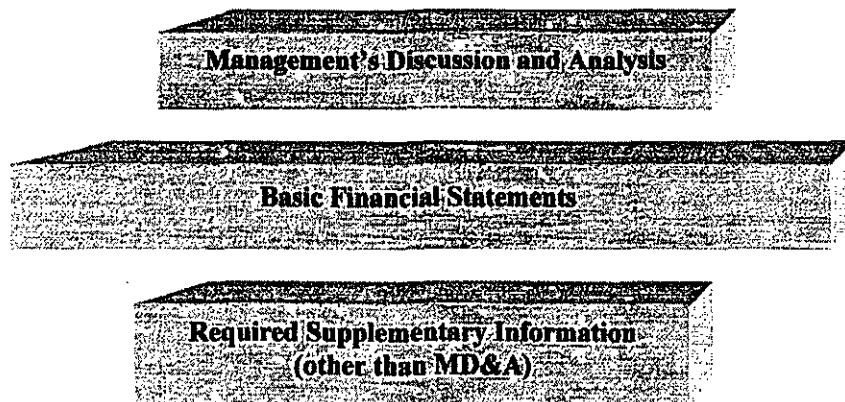 Management's Discussion and Analysis
Basic Financial Statements
Required Supplementary Information
(other than MD&A)